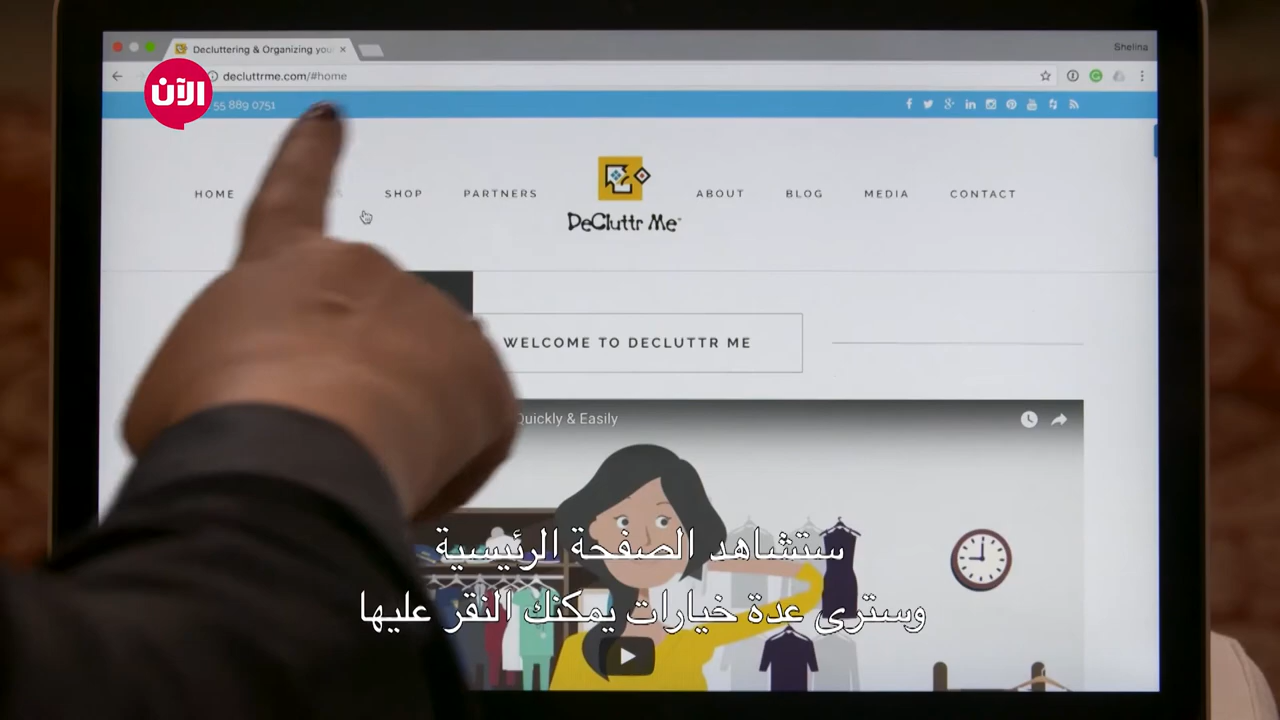 Decluttering & Organizing you
Shelina
decluttrme.com/#home
الآن
55 889 0751
HOME
SHOP
PARTNERS
DeCluttr Me
ABOUT
BLOG
MEDIA
CONTACT
WELCOME TO DECLUTTR ME
Quickly & Easily
ستشاهد الصفحة الرئيسية
وسترى عدة خيارات يمكنك النقر عليها